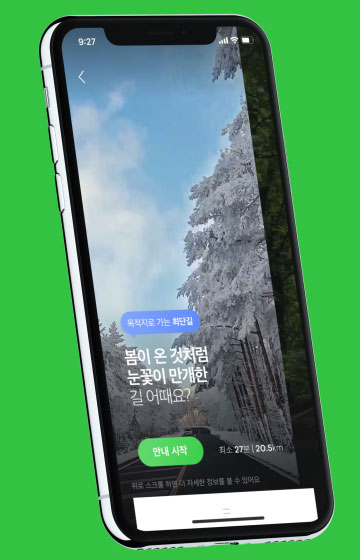 9:27
목적지로 가는 최단길
봄이 온 것처럼
눈꽃이 만개한
길 어때요?
안내 시작
최소 27분 | 20.5km
위로 스크롤 하면 더 자세한 정보를 볼 수 있어요